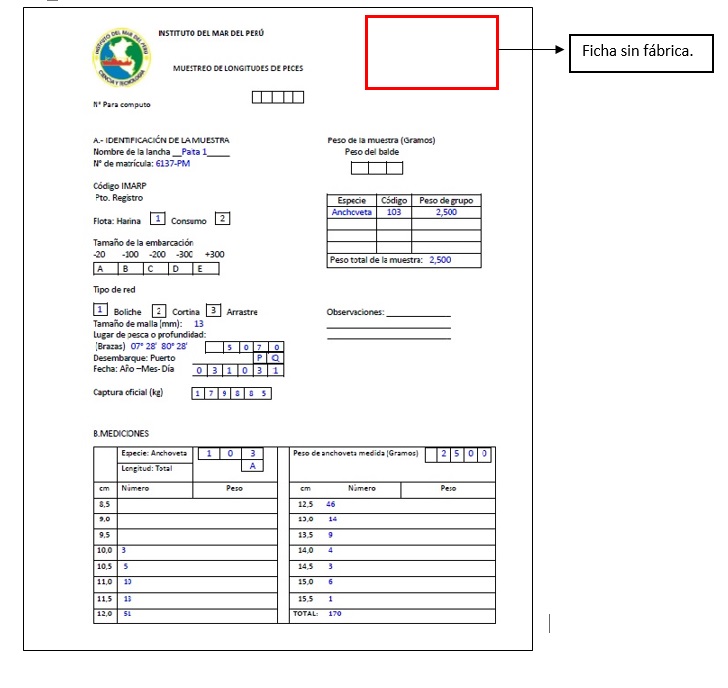 INSTITUTO DEL MAR DEL PERÚ
INSTITUTO DEL MAR DEL PERÚ
CIENCIA Y TECNOLOGÍA
Ficha sin fábrica.
MUESTREO DE LONGITUDES DE PECES
N° Para computo
A.- IDENTIFICACIÓN DE LA MUESTRA
Nombre de la lancha __Paita 1_____
N° de matrícula: 6137-PM
Código IMARP
Pto. Registro
Flota: Harina 1 Consumo 2
Tamaño de la embarcación
-20 -100 -200 -300 +300
A B C D E
Tipo de red
1 Boliche 2 Cortina 3 Arrastre
Tamaño de malla (mm): 13
Lugar de pesca o profundidad:
(Brazas) 07° 28' 80° 28' 5 0 7 0
Desembarque: Puerto P Q
Fecha: Año –Mes- Día 0 3 1 0 3 1
Captura oficial (kg) 1 7 9 8 8 5
Peso de la muestra (Gramos)
Peso del balde
Especie Código Peso de grupo
Anchoveta 103 2,500
Peso total de la muestra: 2,500
Observaciones: ______________
B.MEDICIONES
Especie: Anchoveta 1 0 3
Longitud: Total A
cm Número Peso
8,5
9,0
9,5
10,0 3
10,5 5
11,0
11,5
12,0 51
Peso de anchoveta medida (Gramos) 2 5 0 0
cm Número Peso
12,5 46
13,0 14
13,5 9
14,0 4
14,5 3
15,0 6
15,5 1
TOTAL: 170